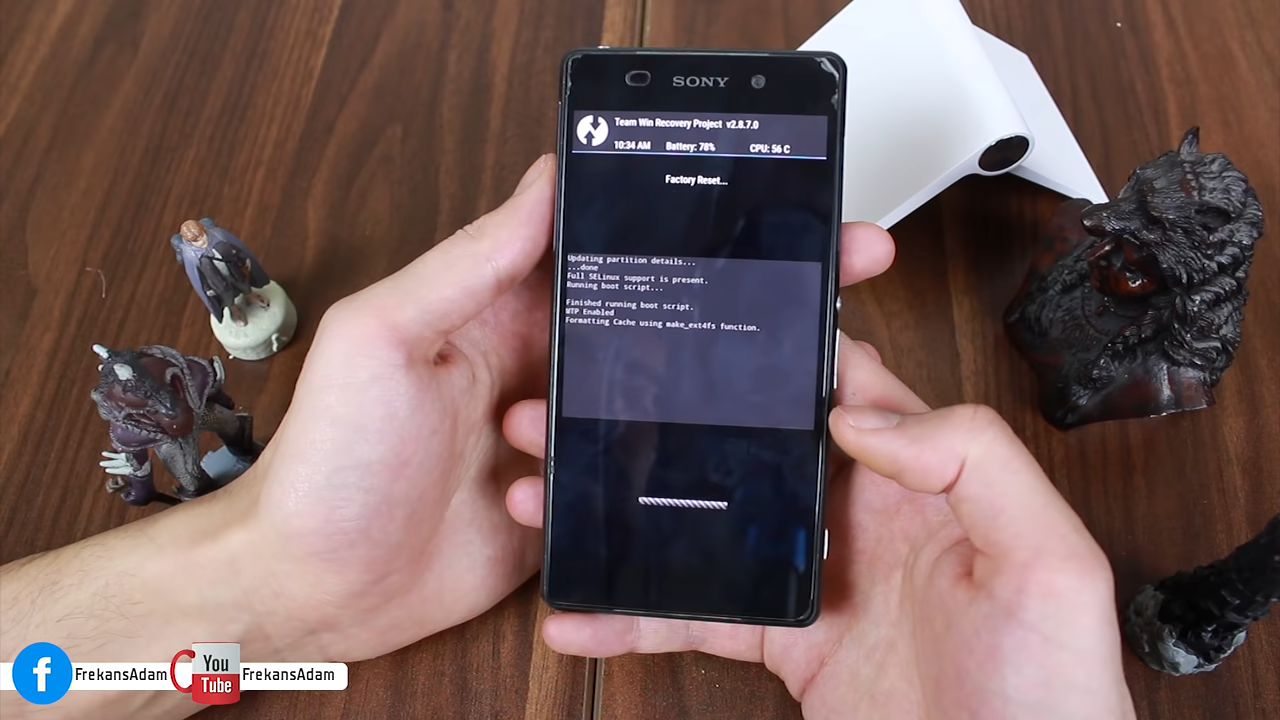 SONY
Team Win Recovery Project v2.8.7.0
10:34 AM Battery: 78% CPU: 56 C
Factory Reset...
Updating partition details...
...done
Full SELinux support is present.
Running boot script...
Finished running boot script.
MTP Enabled
Formatting Cache using make_ext4fs function.
f FrekansAdam You Tube FrekansAdam